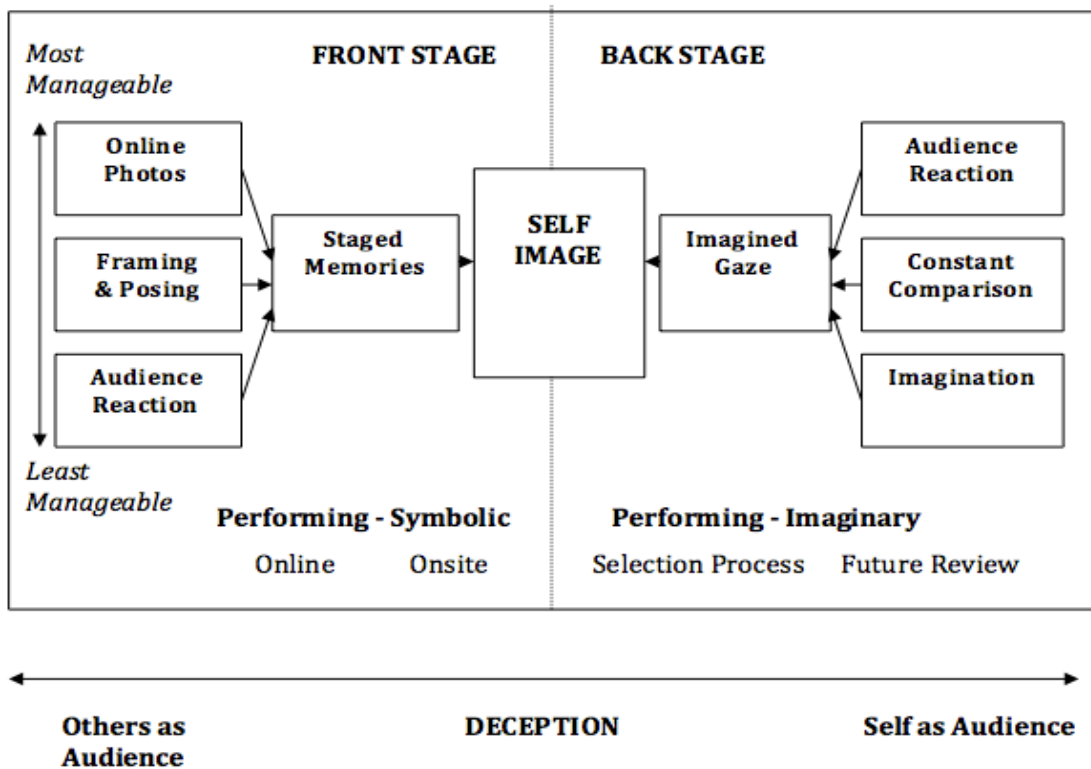 Most
Manageable
FRONT STAGE
BACK STAGE
Online
Photos
Framing
& Posing
Audience
Reaction
Staged
Memories
SELF
IMAGE
Imagined
Gaze
Audience
Reaction
Constant
Comparison
Imagination
Least
Manageable
Performing - Symbolic
Online Onsite
Performing - Imaginary
Selection Process Future Review
Others as
Audience
DECEPTION
Self as Audience